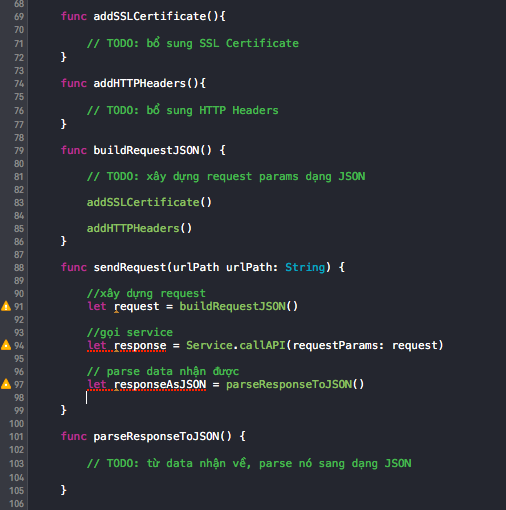 68
69 func addSSLCertificate(){
70
71 // TODO: bổ sung SSL Certificate
72 }
73
74 func addHTTPHeaders(){
75
76 // TODO: bổ sung HTTP Headers
77 }
78
79 func buildRequestJSON() {
80
81 // TODO: xây dựng request params dạng JSON
82
83 addSSLCertificate()
84
85 addHTTPHeaders()
86 }
87
88 func sendRequest(urlPath urlPath: String) {
89
90 //xây dựng request
91 let request = buildRequestJSON()
92
93 //gọi service
94 let response = Service.callAPI(requestParams: request)
95
96 // parse data nhận được
97 let responseAsJSON = parseResponseToJSON()
98
99 }
100
101 func parseResponseToJSON() {
102
103 // TODO: từ data nhận về, parse nó sang dạng JSON
104
105 }
106